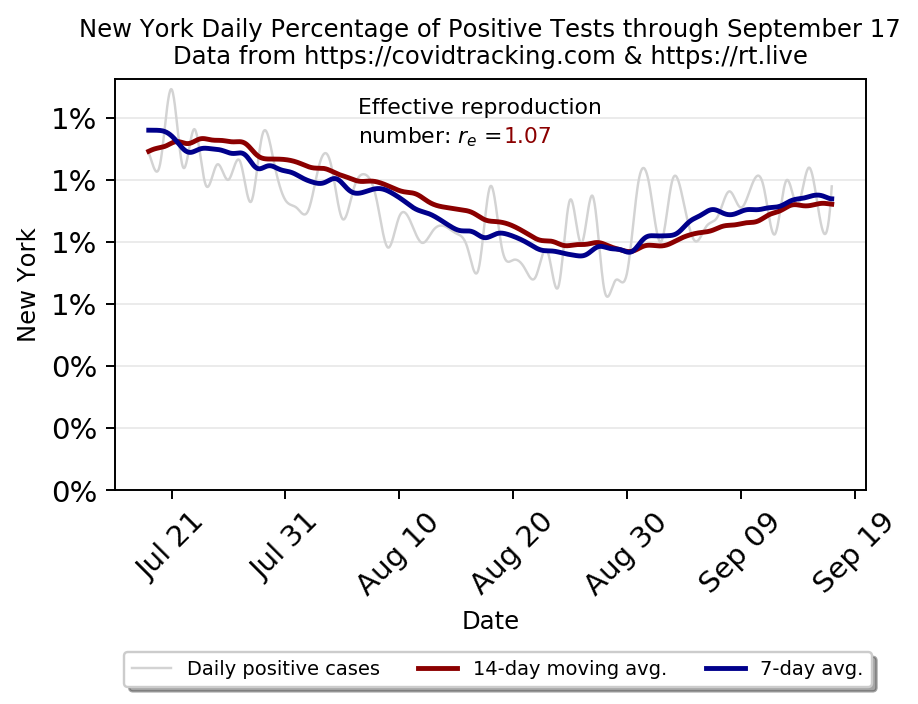 New York Daily Percentage of Positive Tests through September 17
Data from https://covidtracking.com & https://rt.live
Effective reproduction
number: rₑ =1.07
New York
1%
1%
1%
1%
0%
0%
0%
Jul 21
Jul 31
Aug 10
Aug 20
Aug 30
Sep 09
Sep 19
Date
Daily positive cases
14-day moving avg.
7-day avg.